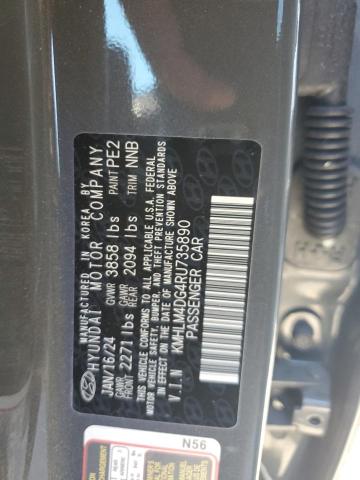 MANUFACTURED IN KOREA BY
HYUNDAI MOTOR COMPANY
JAN/16/24 GVWR 3858 lbs PAINT PE2
GAWR FRONT 2271 lbs GAWR REAR 2094 lbs TRIM NNB
THIS VEHICLE CONFORMS TO ALL APPLICABLE U.S.A. FEDERAL
MOTOR VEHICLE SAFETY, BUMPER, AND THEFT PREVENTION STANDARDS
IN EFFECT ON THE DATE OF MANUFACTURE SHOWN ABOVE.
V.I.N KMHLM4DG4RU735890
PASSENGER CAR
N56